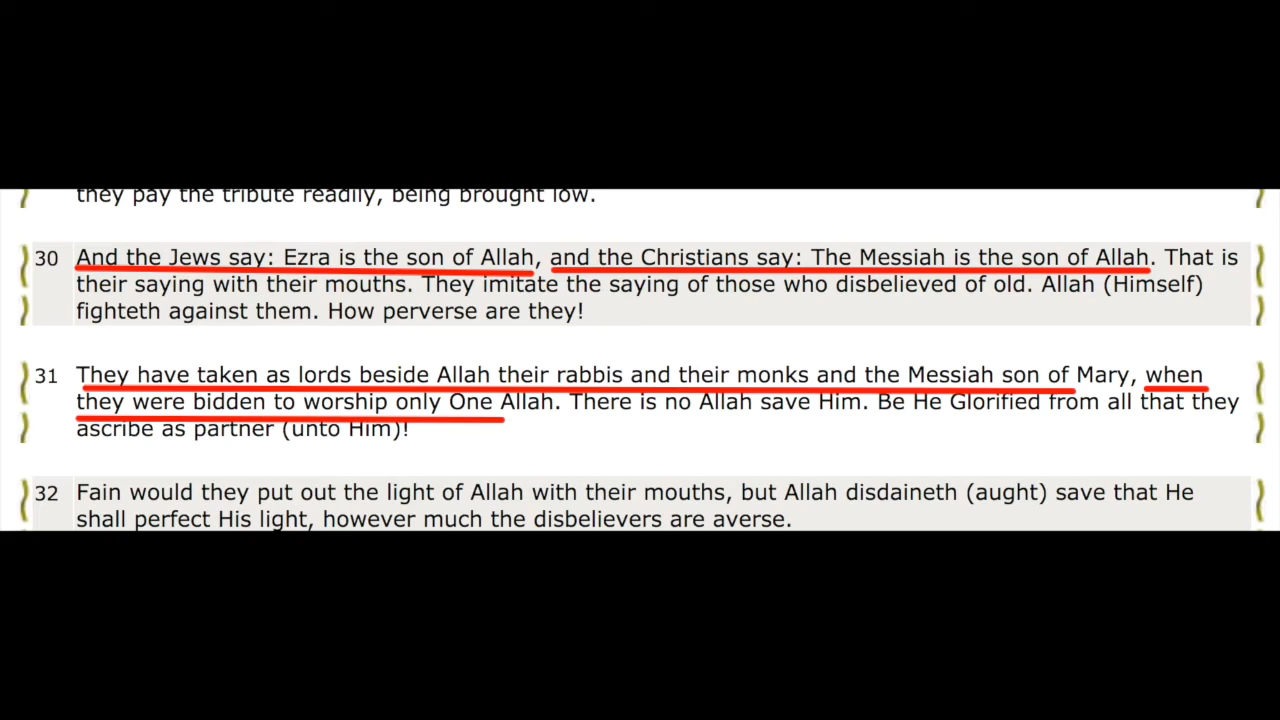 they pay the tribute readily, being brought low.
30 And the Jews say: Ezra is the son of Allah, and the Christians say: The Messiah is the son of Allah. That is
their saying with their mouths. They imitate the saying of those who disbelieved of old. Allah (Himself)
fighteth against them. How perverse are they!
31 They have taken as lords beside Allah their rabbis and their monks and the Messiah son of Mary, when
they were bidden to worship only One Allah. There is no Allah save Him. Be He Glorified from all that they
ascribe as partner (unto Him)!
32 Fain would they put out the light of Allah with their mouths, but Allah disdaineth (aught) save that He
shall perfect His light, however much the disbelievers are averse.